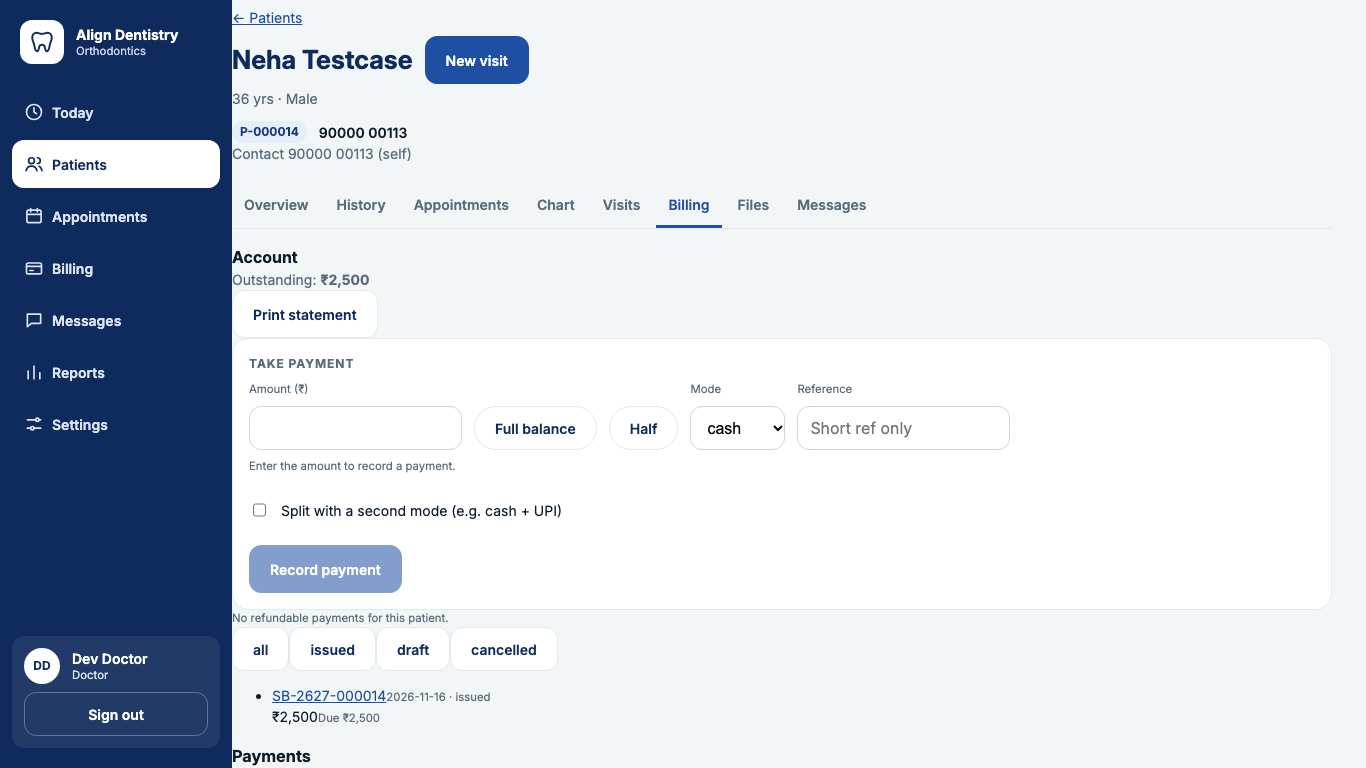 Align Dentistry
Orthodontics
Today
Patients
Appointments
Billing
Messages
Reports
Settings
DD
Dev Doctor
Doctor
Sign out
← Patients
Neha Testcase
New visit
36 yrs · Male
P-000014 90000 00113
Contact 90000 00113 (self)
Overview History Appointments Chart Visits Billing Files Messages
Account
Outstanding: ₹2,500
Print statement
TAKE PAYMENT
Amount (₹) Mode Reference
Full balance Half cash Short ref only
Enter the amount to record a payment.
Split with a second mode (e.g. cash + UPI)
Record payment
No refundable payments for this patient.
all issued draft cancelled
SB-2627-000014 2026-11-16 · issued
₹2,500 Due ₹2,500
Payments